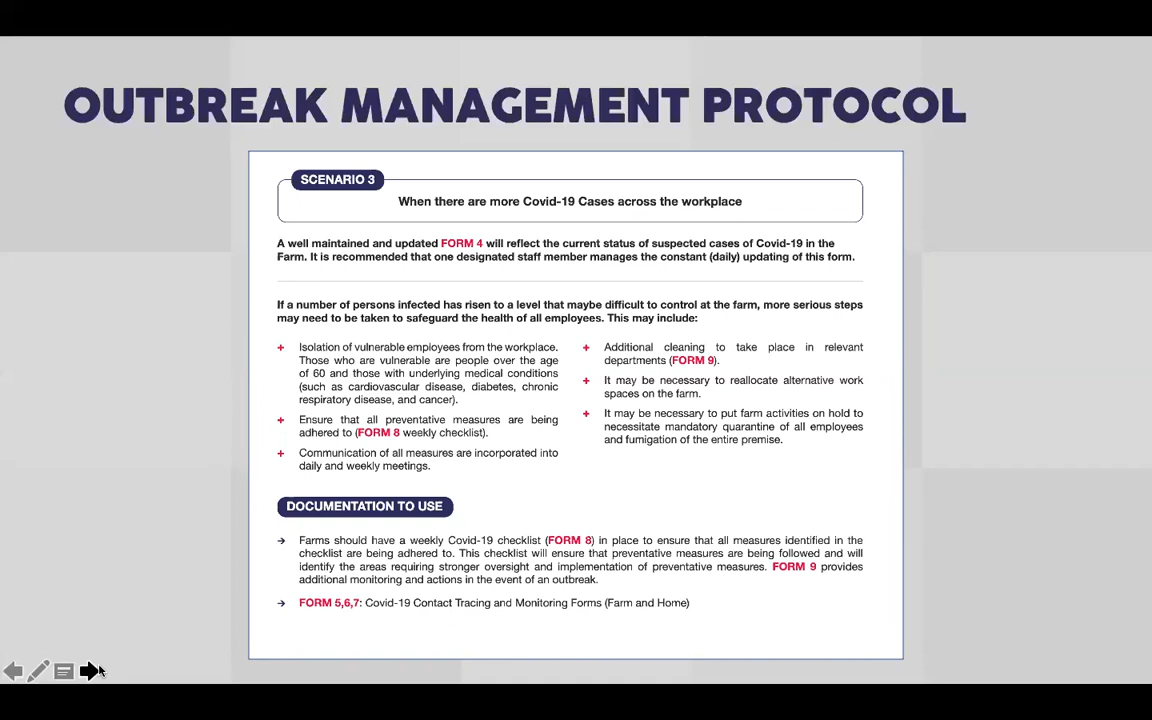 OUTBREAK MANAGEMENT PROTOCOL
SCENARIO 3
When there are more Covid-19 Cases across the workplace
A well maintained and updated FORM 4 will reflect the current status of suspected cases of Covid-19 in the
Farm. It is recommended that one designated staff member manages the constant (daily) updating of this form.
If a number of persons infected has risen to a level that maybe difficult to control at the farm, more serious steps
may need to be taken to safeguard the health of all employees. This may include:
+ Isolation of vulnerable employees from the workplace.
Those who are vulnerable are people over the age
of 60 and those with underlying medical conditions
(such as cardiovascular disease, diabetes, chronic
respiratory disease, and cancer).
+ Ensure that all preventative measures are being
adhered to (FORM 8 weekly checklist).
+ Communication of all measures are incorporated into
daily and weekly meetings.
+ Additional cleaning to take place in relevant
departments (FORM 9).
+ It may be necessary to reallocate alternative work
spaces on the farm.
+ It may be necessary to put farm activities on hold to
necessitate mandatory quarantine of all employees
and fumigation of the entire premise.
DOCUMENTATION TO USE
→ Farms should have a weekly Covid-19 checklist (FORM 8) in place to ensure that all measures identified in the
checklist are being adhered to. This checklist will ensure that preventative measures are being followed and will
identify the areas requiring stronger oversight and implementation of preventative measures. FORM 9 provides
additional monitoring and actions in the event of an outbreak.
→ FORM 5,6,7: Covid-19 Contact Tracing and Monitoring Forms (Farm and Home)